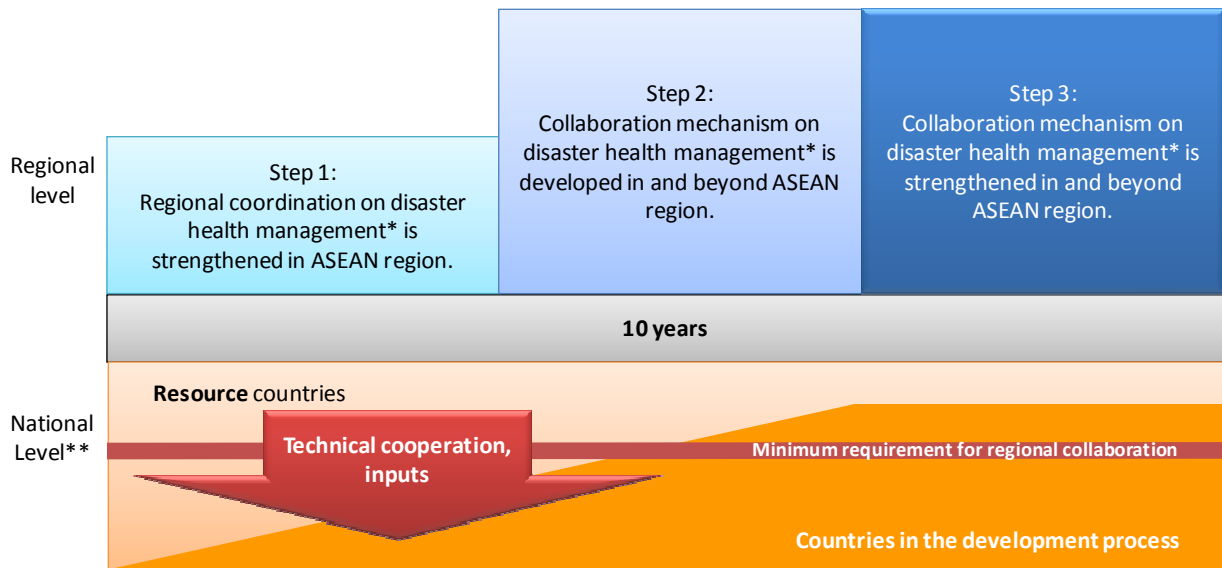 Regional
level
Step 1:
Regional coordination on disaster
health management* is
strengthened in ASEAN region.
Step 2:
Collaboration mechanism on
disaster health management* is
developed in and beyond ASEAN
region.
Step 3:
Collaboration mechanism on
disaster health management* is
strengthened in and beyond
ASEAN region.
10 years
National
Level**
Resource countries
Technical cooperation,
inputs
Minimum requirement for regional collaboration
Countries in the development process